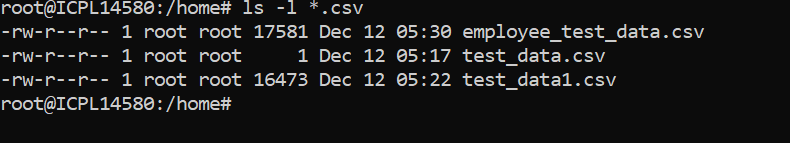 root@ICPL14580:/home# ls -l *.csv
-rw-r--r-- 1 root root 17581 Dec 12 05:30 employee_test_data.csv
-rw-r--r-- 1 root root     1 Dec 12 05:17 test_data.csv
-rw-r--r-- 1 root root 16473 Dec 12 05:22 test_data1.csv
root@ICPL14580:/home#